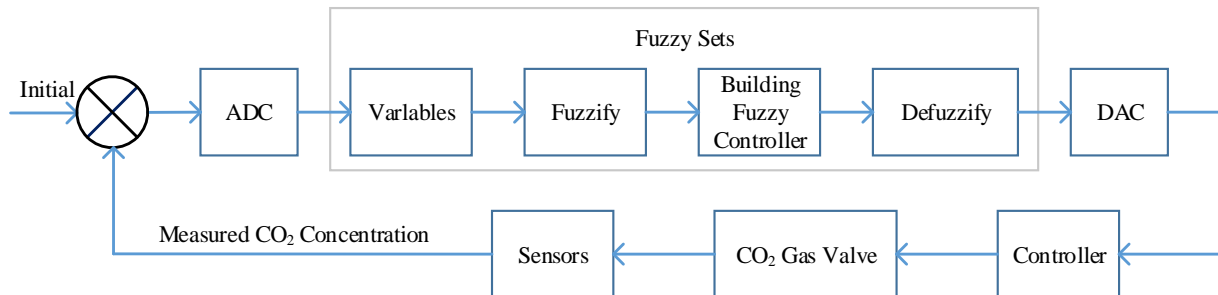 Fuzzy Sets
Initial
ADC
Varlables
Fuzzify
Building
Fuzzy
Controller
Defuzzify
DAC
Measured CO₂ Concentration
Sensors
CO₂ Gas Valve
Controller